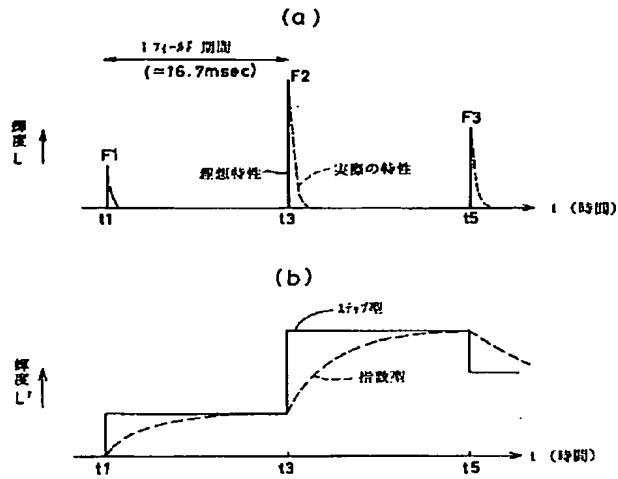 (a)
1フィールド 期間
(≃16.7msec)
F2
輝度
L
F1
F3
理想特性
実際の特性
t1
t3
t5
t (時間)
(b)
ステップ型
輝度
L'
指数型
t1
t3
t5
t (時間)